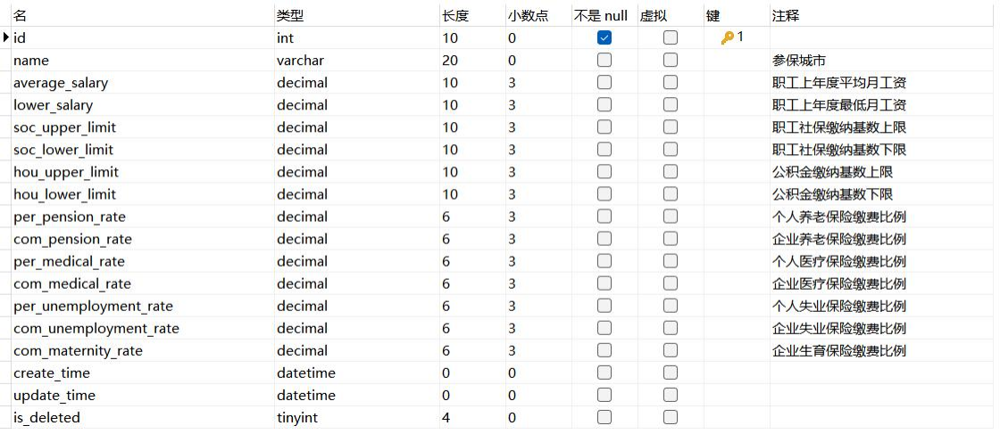 名 类型 长度 小数点 不是 null 虚拟 键 注释
id int 10 0 1
name varchar 20 0 参保城市
average_salary decimal 10 3 职工上年度平均月工资
lower_salary decimal 10 3 职工上年度最低月工资
soc_upper_limit decimal 10 3 职工社保缴纳基数上限
soc_lower_limit decimal 10 3 职工社保缴纳基数下限
hou_upper_limit decimal 10 3 公积金缴纳基数上限
hou_lower_limit decimal 10 3 公积金缴纳基数下限
per_pension_rate decimal 6 3 个人养老保险缴费比例
com_pension_rate decimal 6 3 企业养老保险缴费比例
per_medical_rate decimal 6 3 个人医疗保险缴费比例
com_medical_rate decimal 6 3 企业医疗保险缴费比例
per_unemployment_rate decimal 6 3 个人失业保险缴费比例
com_unemployment_rate decimal 6 3 企业失业保险缴费比例
com_maternity_rate decimal 6 3 企业生育保险缴费比例
create_time datetime 0 0
update_time datetime 0 0
is_deleted tinyint 4 0